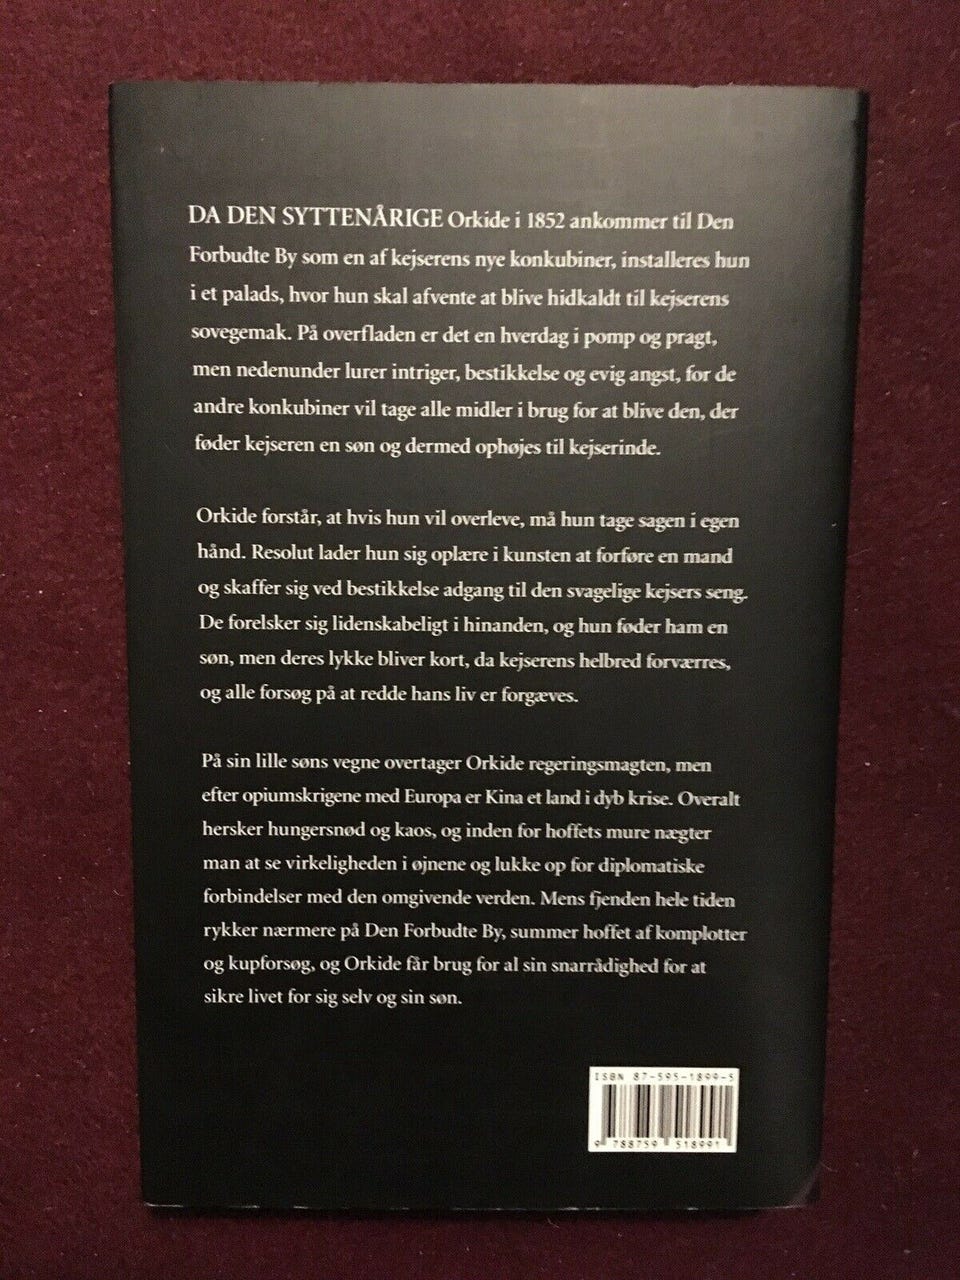 DA DEN SYTTENÅRIGE Orkide i 1852 ankommer til Den
Forbudte By som en af kejserens nye konkubiner, installeres hun
i et palads, hvor hun skal afvente at blive hidkaldt til kejserens
sovegemak. På overfladen er det en hverdag i pomp og pragt,
men nedenunder lurer intriger, bestikkelse og evig angst, for de
andre konkubiner vil tage alle midler i brug for at blive den, der
føder kejseren en søn og dermed ophøjes til kejserinde.
Orkide forstår, at hvis hun vil overleve, må hun tage sagen i egen
hånd. Resolut lader hun sig oplære i kunsten at forføre en mand
og skaffer sig ved bestikkelse adgang til den svagelige kejsers seng.
De forelsker sig lidenskabeligt i hinanden, og hun føder ham en
søn, men deres lykke bliver kort, da kejserens helbred forværres,
og alle forsøg på at redde hans liv er forgæves.
På sin lille søns vegne overtager Orkide regeringsmagten, men
efter opiumskrigene med Europa er Kina et land i dyb krise. Overalt
hersker hungersnød og kaos, og inden for hoffets mure nægter
man at se virkeligheden i øjnene og lukke op for diplomatiske
forbindelser med den omgivende verden. Mens fjenden hele tiden
rykker nærmere på Den Forbudte By, summer hoffet af komplotter
og kupforsøg, og Orkide får brug for al sin snarrådighed for at
sikre livet for sig selv og sin søn.
ISBN 87-595-1899-5
9 788759 518991